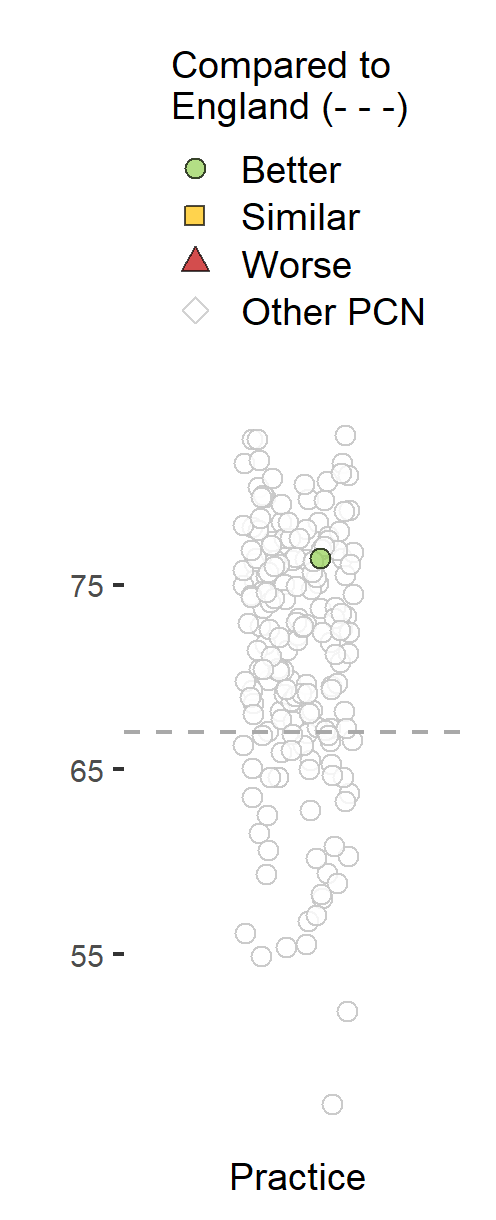 Compared to
England (- - -)
Better
Similar
Worse
Other PCN
75
65
55
Practice